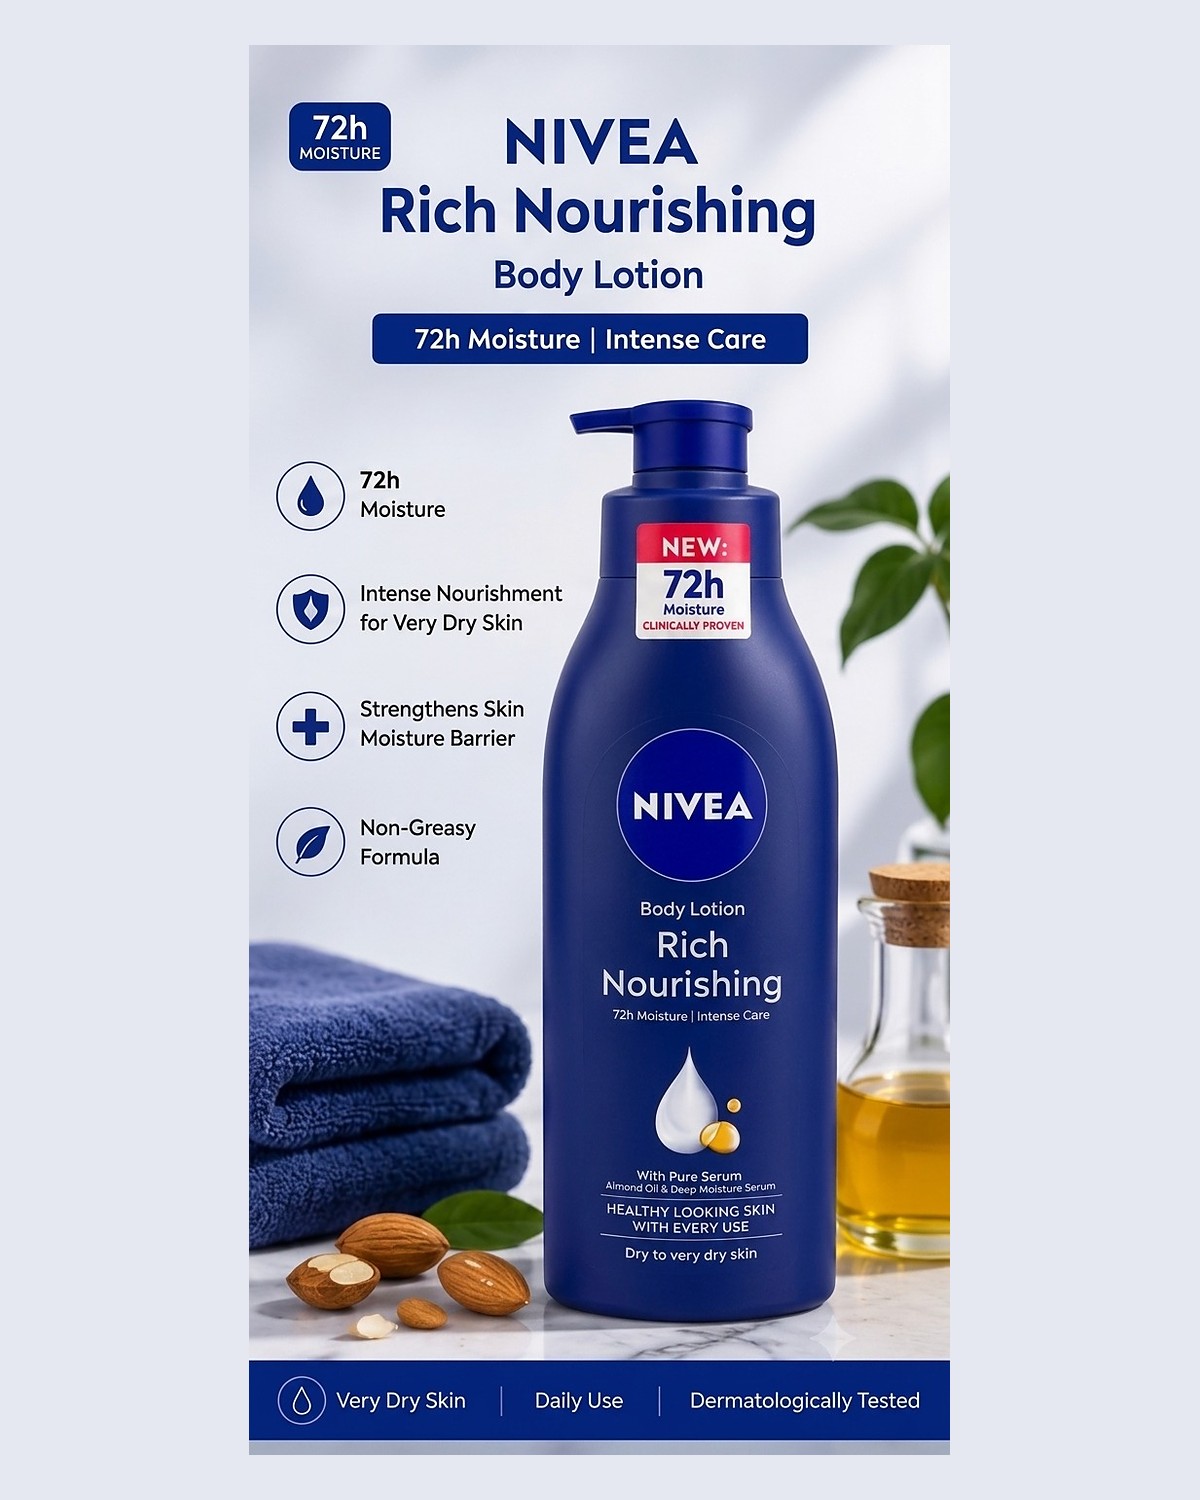 72h
MOISTURE
NIVEA
Rich Nourishing
Body Lotion
72h Moisture | Intense Care
72h
Moisture
Intense Nourishment
for Very Dry Skin
Strengthens Skin
Moisture Barrier
Non-Greasy
Formula
NEW:
72h
Moisture
CLINICALLY PROVEN
NIVEA
Body Lotion
Rich
Nourishing
72h Moisture | Intense Care
With Pure Serum
Almond Oil & Deep Moisture Serum
HEALTHY LOOKING SKIN
WITH EVERY USE
Dry to very dry skin
Very Dry Skin | Daily Use | Dermatologically Tested